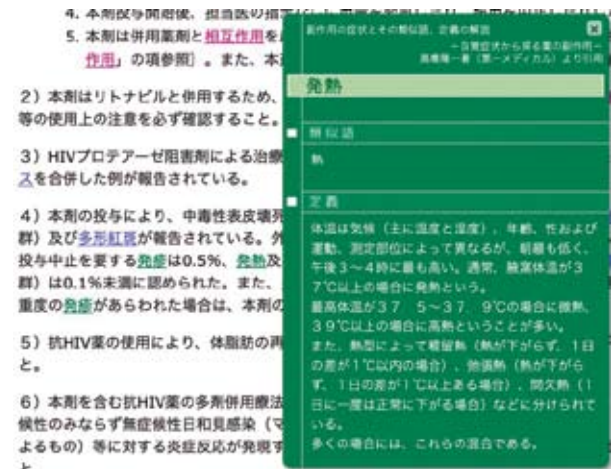 4. 本剤投与開始後、担当医の指
5. 本剤は併用薬剤と相互作用を
作用」の項参照〕。また、本
2）本剤はリトナビルと併用するため、
等の使用上の注意を必ず確認すること。
3）HIVプロテアーゼ阻害剤による治療
スを合併した例が報告されている。
4）本剤の投与により、中毒性表皮壊死
群）及び多形紅斑が報告されている。外
投与中止を要する発疹は0.5%、発熱及
群）は0.1%未満に認められた。また、
重度の発疹があらわれた場合は、本剤の
5）抗HIV薬の使用により、体脂肪の再
と。
6）本剤を含む抗HIV薬の多剤併用療法
候性のみならず無症候性日和見感染（マ
よるもの）等に対する炎症反応が発現す
と
副作用の症状とその類似語、定義の解説
－自覚症状から探る薬の副作用－
（第一メディカル）より引用
発熱
類似語
熱
定義
体温は気候（主に温度と湿度）、年齢、性および
運動、測定部位によって異なるが、朝最も低く、
午後３～４時に最も高い。通常、腋窩体温が３
７℃以上の場合に発熱という。
最高体温が３７．５～３７．９℃の場合に微熱、
３９℃以上の場合に高熱ということが多い。
また、熱型によって稽留熱（熱が下がらず、１日
の差が１℃以内の場合）、弛張熱（熱が下がら
ず、１日の差が１℃以上ある場合）、間欠熱（１
日に一度は正常に下がる場合）などに分けられて
いる。
多くの場合には、これらの混合である。